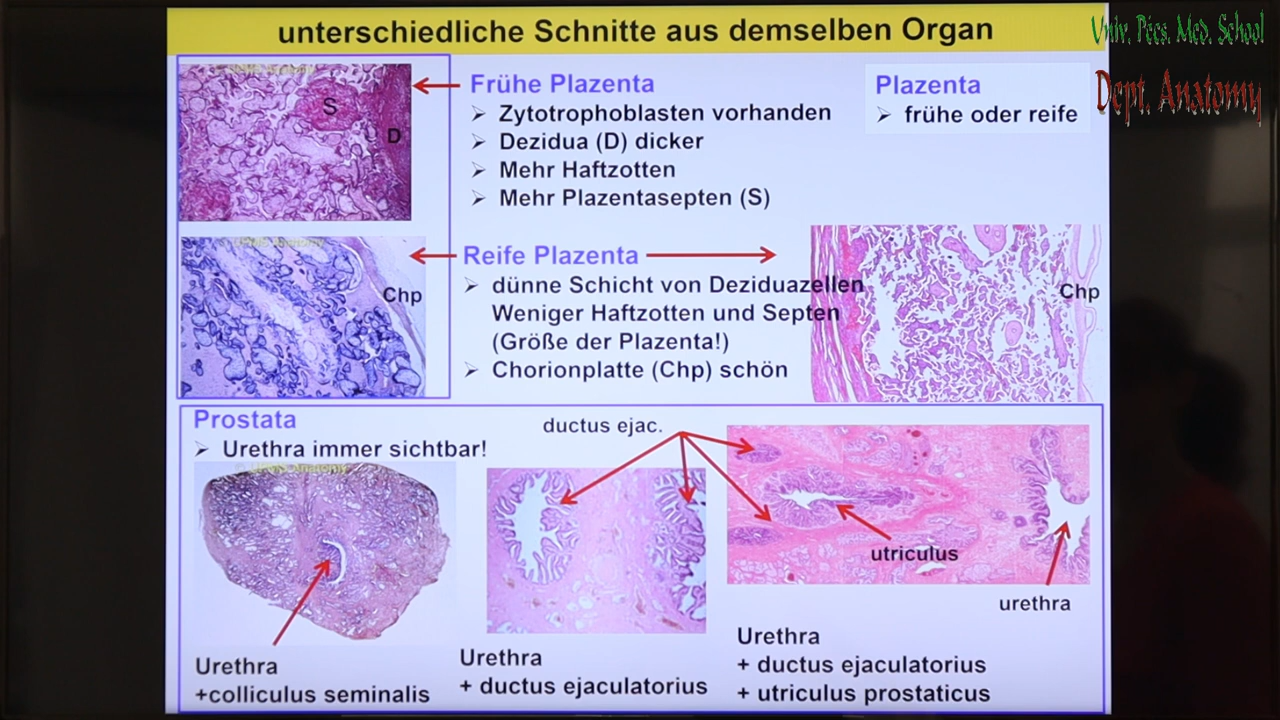 unterschiedliche Schnitte aus demselben Organ
Univ. Pécs. Med. School
Dept. Anatomy
Frühe Plazenta
➢ Zytotrophoblasten vorhanden
➢ Dezidua (D) dicker
➢ Mehr Haftzotten
➢ Mehr Plazentasepten (S)
Plazenta
➢ frühe oder reife
S
D
Reife Plazenta
➢ dünne Schicht von Deziduazellen
Weniger Haftzotten und Septen
(Größe der Plazenta!)
➢ Chorionplatte (Chp) schön
Chp
Chp
Prostata
➢ Urethra immer sichtbar!
ductus ejac.
utriculus
urethra
Urethra
+colliculus seminalis
Urethra
+ ductus ejaculatorius
Urethra
+ ductus ejaculatorius
+ utriculus prostaticus